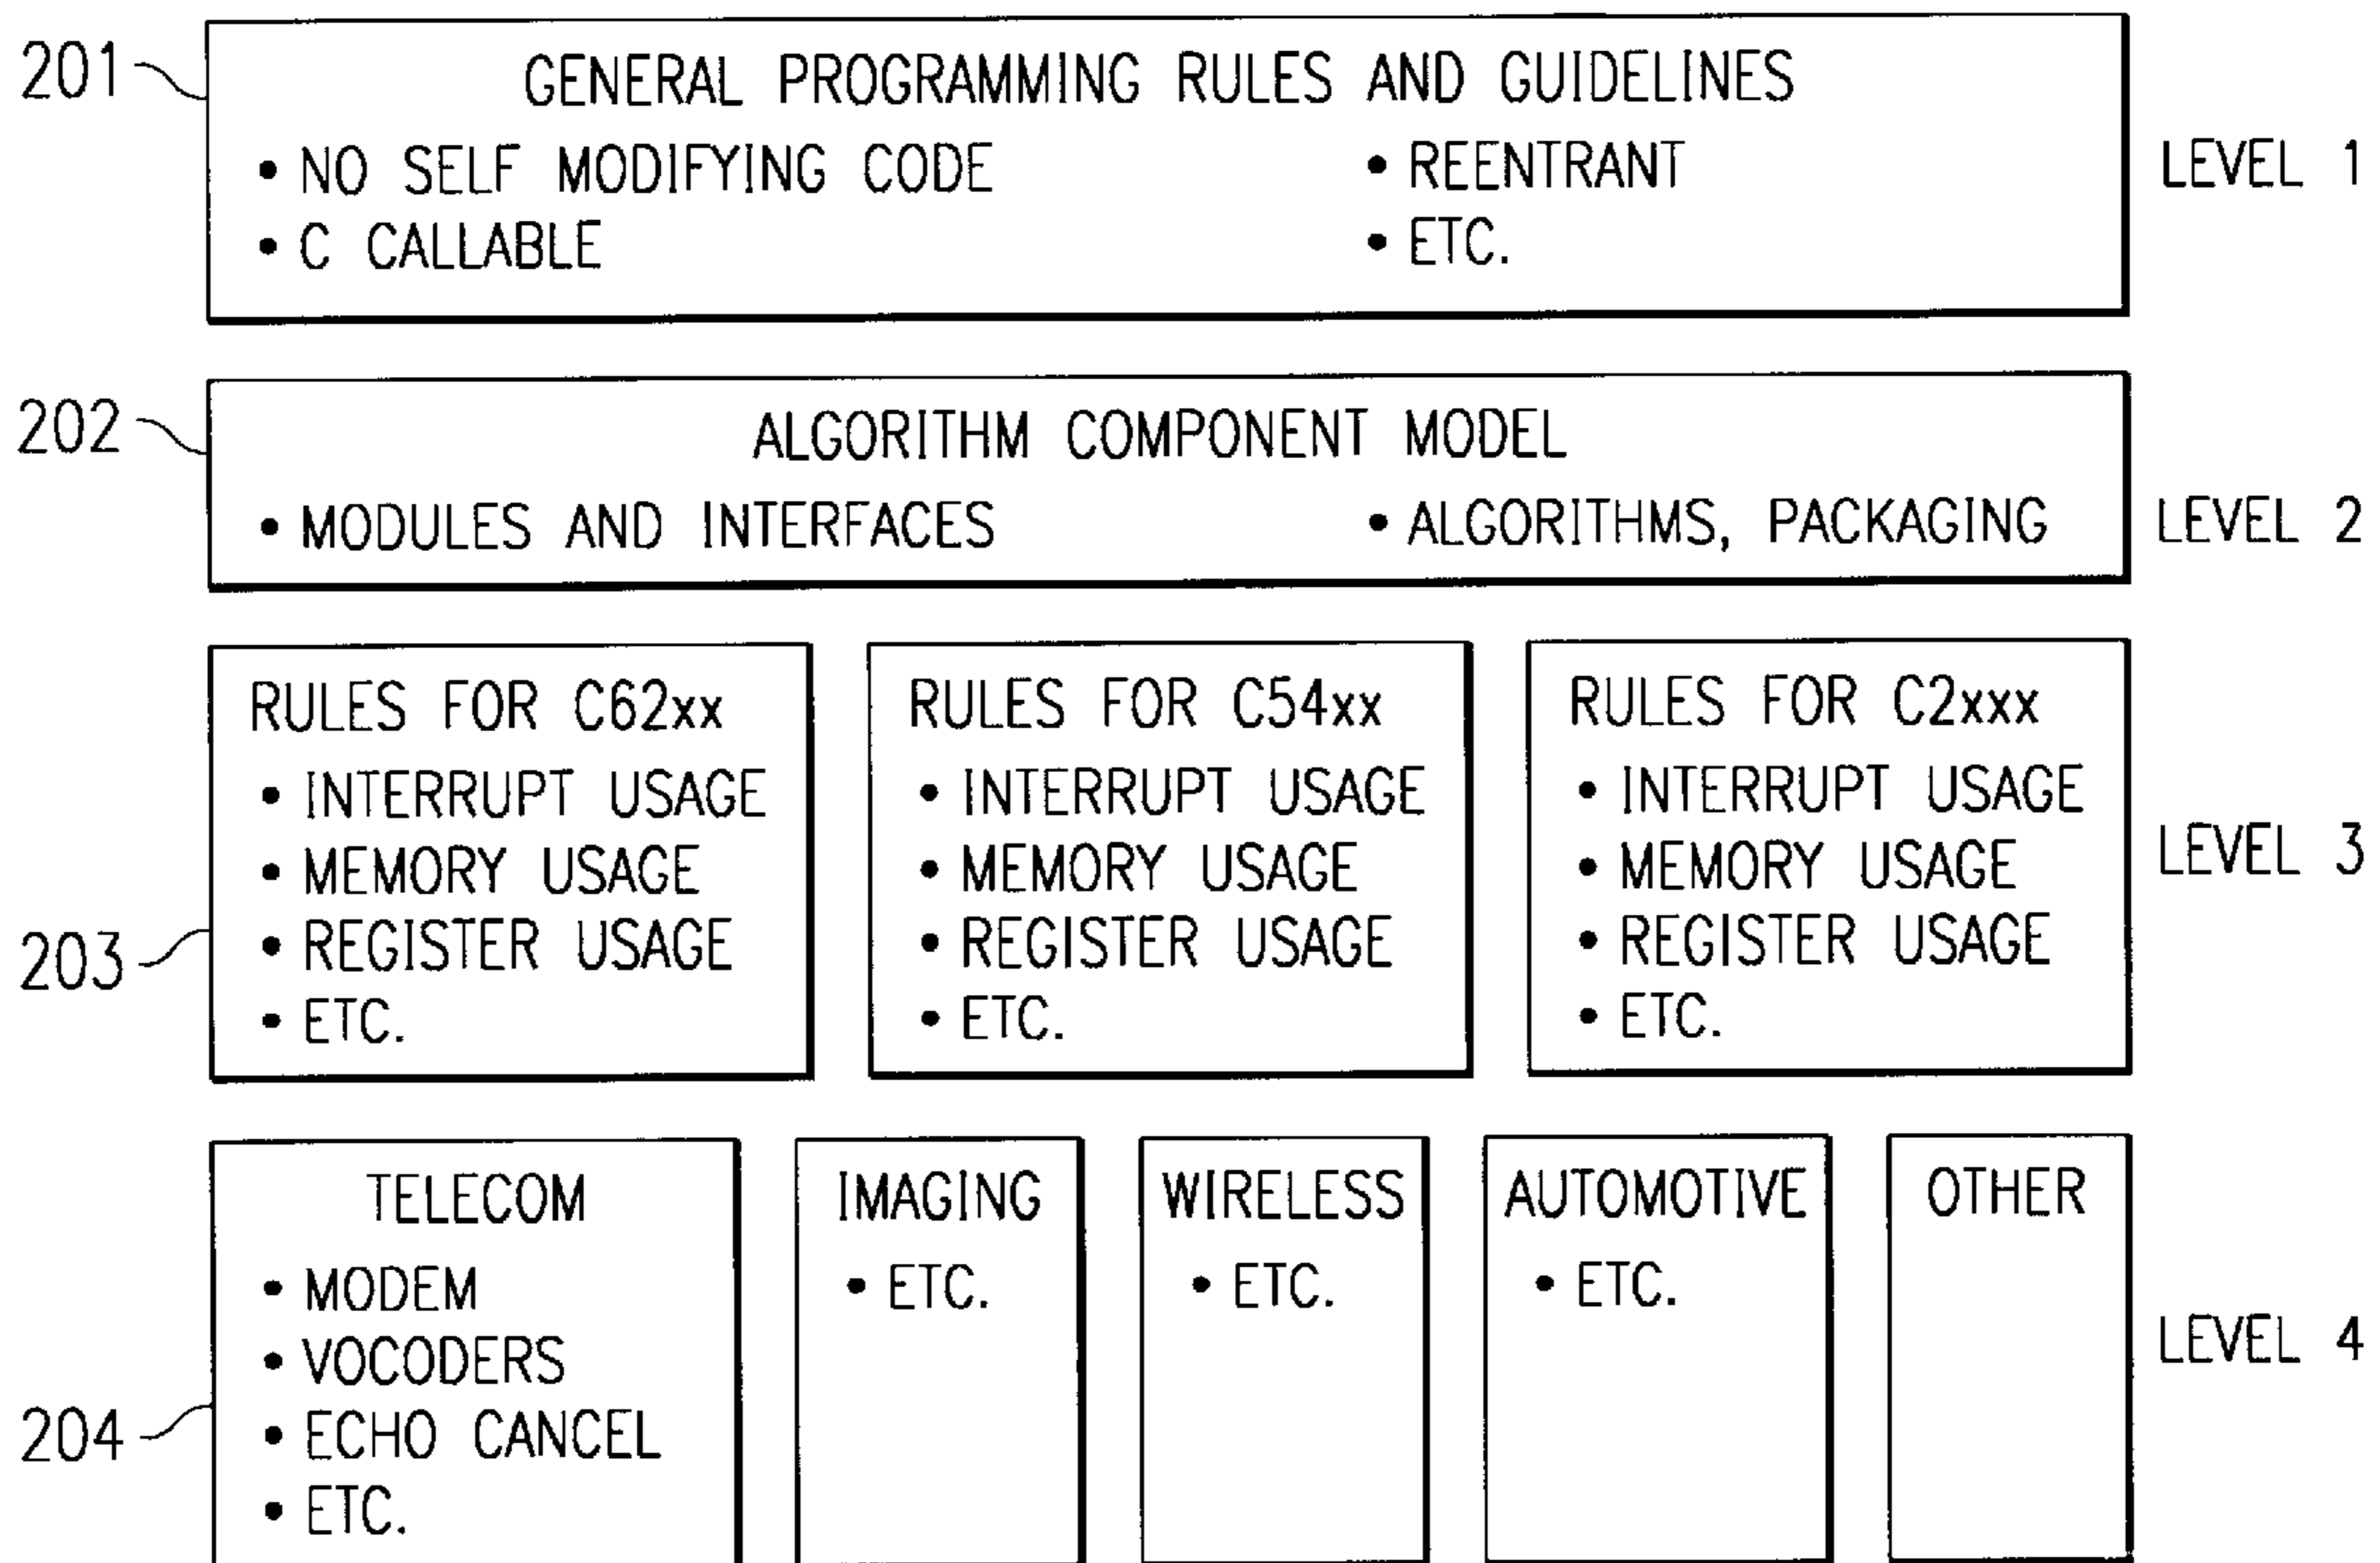 201
GENERAL PROGRAMMING RULES AND GUIDELINES
• NO SELF MODIFYING CODE
• C CALLABLE
• REENTRANT
• ETC.
LEVEL 1
202
ALGORITHM COMPONENT MODEL
• MODULES AND INTERFACES
• ALGORITHMS, PACKAGING
LEVEL 2
203
RULES FOR C62xx
• INTERRUPT USAGE
• MEMORY USAGE
• REGISTER USAGE
• ETC.
RULES FOR C54xx
• INTERRUPT USAGE
• MEMORY USAGE
• REGISTER USAGE
• ETC.
RULES FOR C2xxx
• INTERRUPT USAGE
• MEMORY USAGE
• REGISTER USAGE
• ETC.
LEVEL 3
204
TELECOM
• MODEM
• VOCODERS
• ECHO CANCEL
• ETC.
IMAGING
• ETC.
WIRELESS
• ETC.
AUTOMOTIVE
• ETC.
OTHER
LEVEL 4